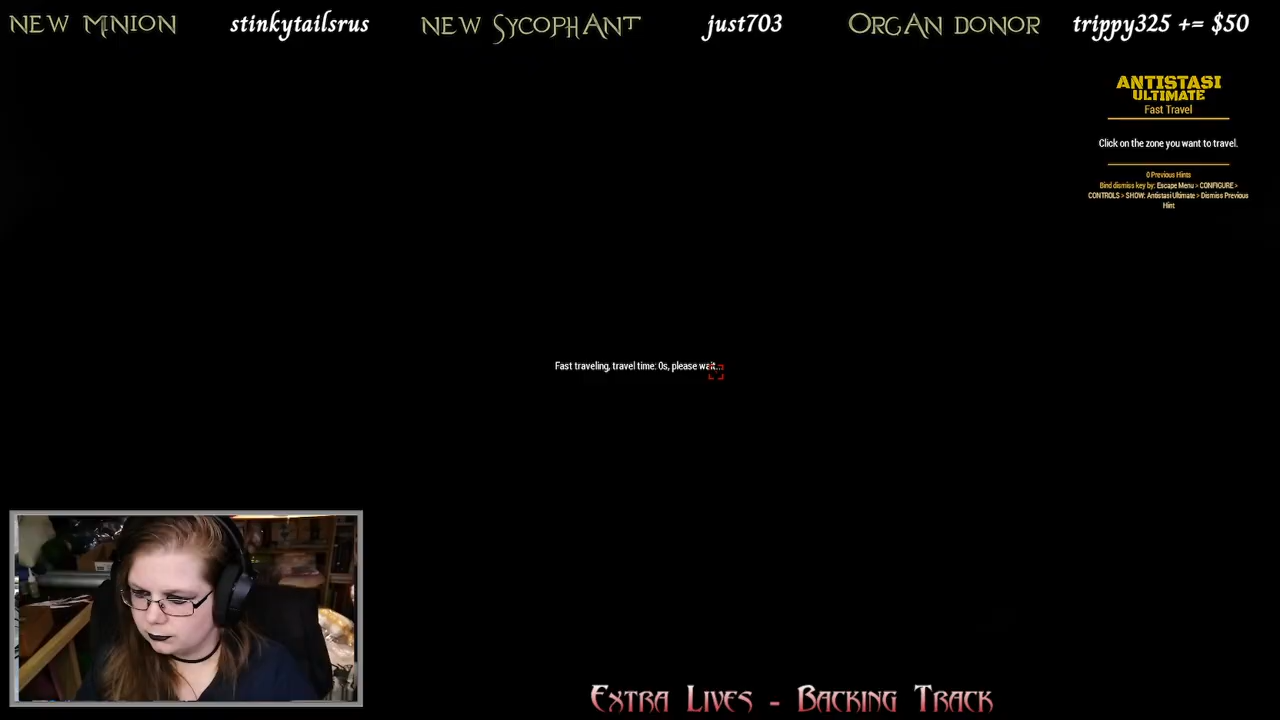 NEW MINION stinkytailsrus NEW SYCOPHANT just703 ORGAN DONOR trippy325 += $50
ANTISTASI
ULTIMATE
Fast Travel
Click on the zone you want to travel.
0 Previous Hints
Bind dismiss key by: Escape Menu > CONFIGURE >
CONTROLS > SHOW: Antistasi Ultimate > Dismiss Previous
Hint
Fast traveling, travel time: 0s, please wait...
EXTRA LIVES - BACKING TRACK